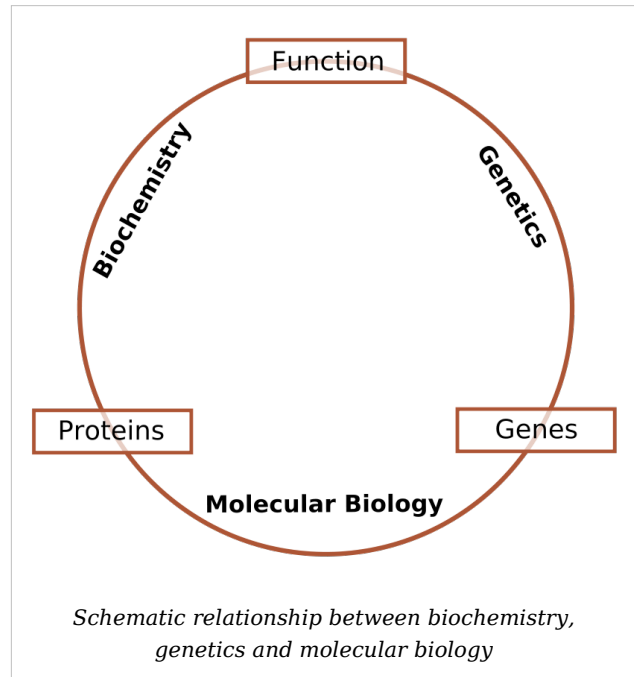 Function
Biochemistry
Genetics
Proteins
Genes
Molecular Biology
Schematic relationship between biochemistry,
genetics and molecular biology